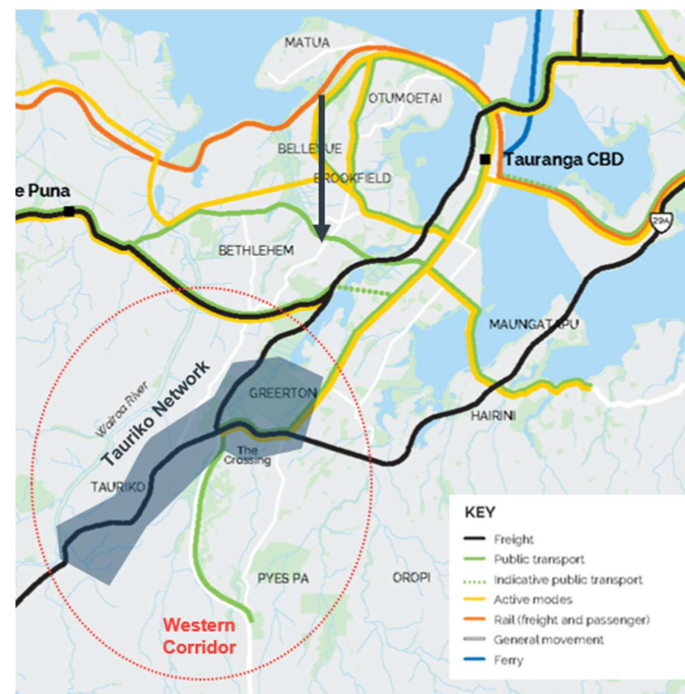 MATUA
OTUMOETAI
BELLEVUE
BROOKFIELD
Tauranga CBD
e Puna
29A
BETHLEHEM
MAUNGATAPU
Wairoa River
Tauriko Network
GREERTON
HAIRINI
The
Crossing
TAURIKO
PYES PA
OROPI
Western
Corridor
KEY
Freight
Public transport
Indicative public transport
Active modes
Rail (freight and passenger)
General movement
Ferry